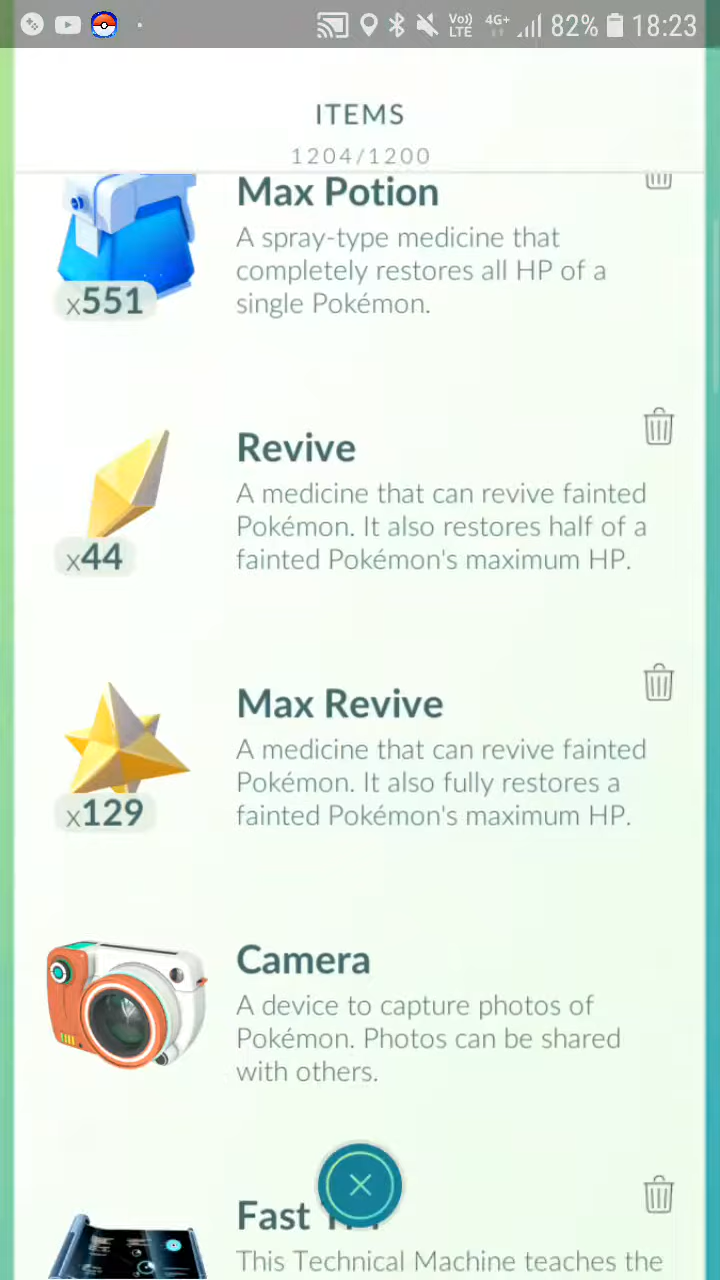 Vo)) LTE 4G+ 82% 18:23
ITEMS
1204/1200
Max Potion
A spray-type medicine that
completely restores all HP of a
single Pokémon.
x551
Revive
A medicine that can revive fainted
Pokémon. It also restores half of a
fainted Pokémon's maximum HP.
x44
Max Revive
A medicine that can revive fainted
Pokémon. It also fully restores a
fainted Pokémon's maximum HP.
x129
Camera
A device to capture photos of
Pokémon. Photos can be shared
with others.
Fast
This Technical Machine teaches the